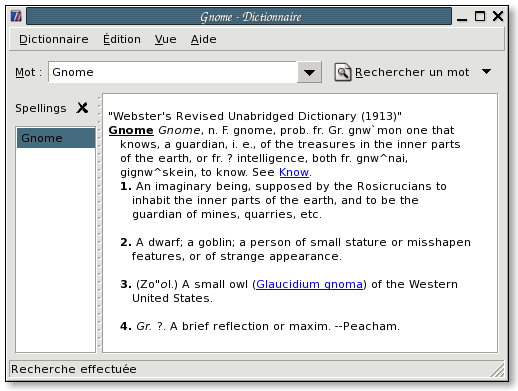 Gnome - Dictionnaire
Dictionnaire Édition Vue Aide
Mot : Gnome Rechercher un mot
Spellings
Gnome
"Webster's Revised Unabridged Dictionary (1913)"
Gnome Gnome, n. F. gnome, prob. fr. Gr. gnw`mon one that
knows, a guardian, i. e., of the treasures in the inner parts
of the earth, or fr. ? intelligence, both fr. gnw^nai,
gignw^skein, to know. See Know.
1. An imaginary being, supposed by the Rosicrucians to
inhabit the inner parts of the earth, and to be the
guardian of mines, quarries, etc.
2. A dwarf; a goblin; a person of small stature or misshapen
features, or of strange appearance.
3. (Zo"ol.) A small owl (Glaucidium gnoma) of the Western
United States.
4. Gr. ?. A brief reflection or maxim. --Peacham.
Recherche effectuée